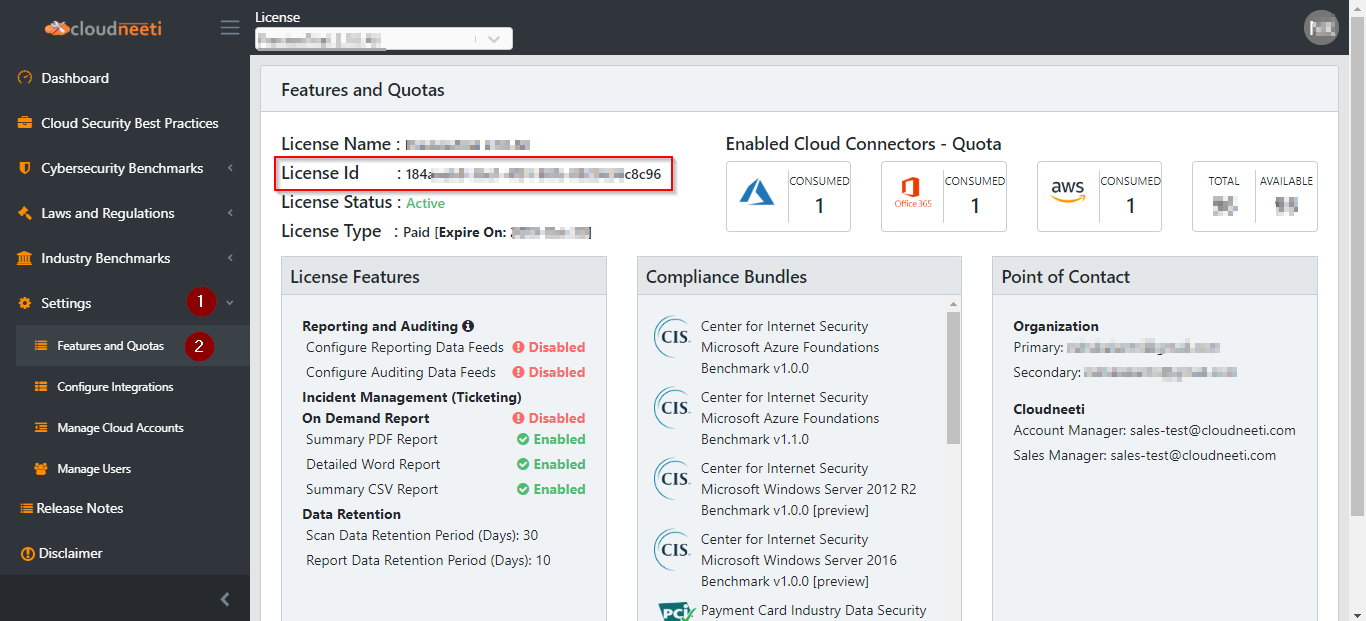 cloudneeti
License
Dashboard
Cloud Security Best Practices
Cybersecurity Benchmarks
Laws and Regulations
Industry Benchmarks
Settings
1
Features and Quotas
2
Configure Integrations
Manage Cloud Accounts
Manage Users
Release Notes
Disclaimer
Features and Quotas
License Name :
License Id : 184a c8c96
License Status : Active
License Type : Paid [Expire On: ]
Enabled Cloud Connectors - Quota
CONSUMED
1
Office 365
CONSUMED
1
aws
CONSUMED
1
TOTAL
AVAILABLE
License Features
Reporting and Auditing
Configure Reporting Data Feeds Disabled
Configure Auditing Data Feeds Disabled
Incident Management (Ticketing)
On Demand Report Disabled
Summary PDF Report Enabled
Detailed Word Report Enabled
Summary CSV Report Enabled
Data Retention
Scan Data Retention Period (Days): 30
Report Data Retention Period (Days): 10
Compliance Bundles
CIS.
Center for Internet Security
Microsoft Azure Foundations
Benchmark v1.0.0
CIS.
Center for Internet Security
Microsoft Azure Foundations
Benchmark v1.1.0
CIS.
Center for Internet Security
Microsoft Windows Server 2012 R2
Benchmark v1.0.0 [preview]
CIS.
Center for Internet Security
Microsoft Windows Server 2016
Benchmark v1.0.0 [preview]
PCI
Payment Card Industry Data Security
Point of Contact
Organization
Primary:
Secondary:
Cloudneeti
Account Manager: sales-test@cloudneeti.com
Sales Manager: sales-test@cloudneeti.com